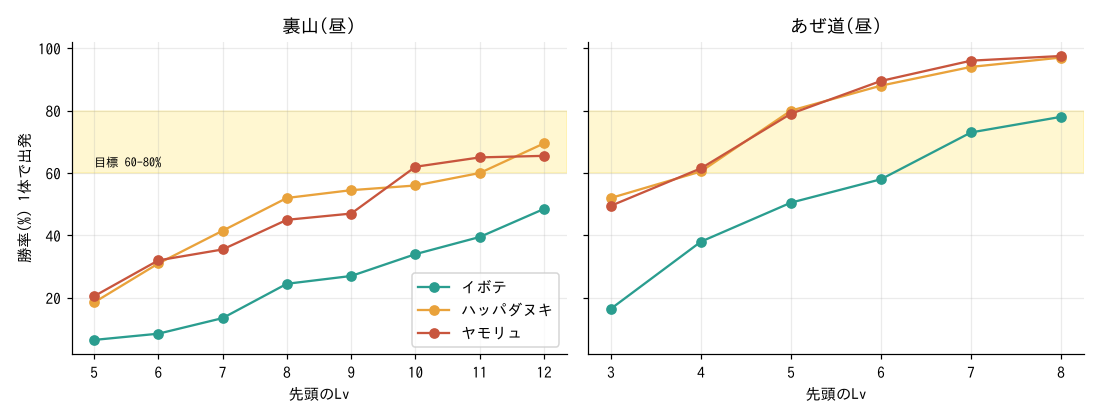 裏山(昼)
あぜ道(昼)
勝率(%) 1体で出発
100
80
60
40
20
目標 60-80%
イボテ
ハッパダヌキ
ヤモリュ
5 6 7 8 9 10 11 12
3 4 5 6 7 8
先頭のLv
先頭のLv